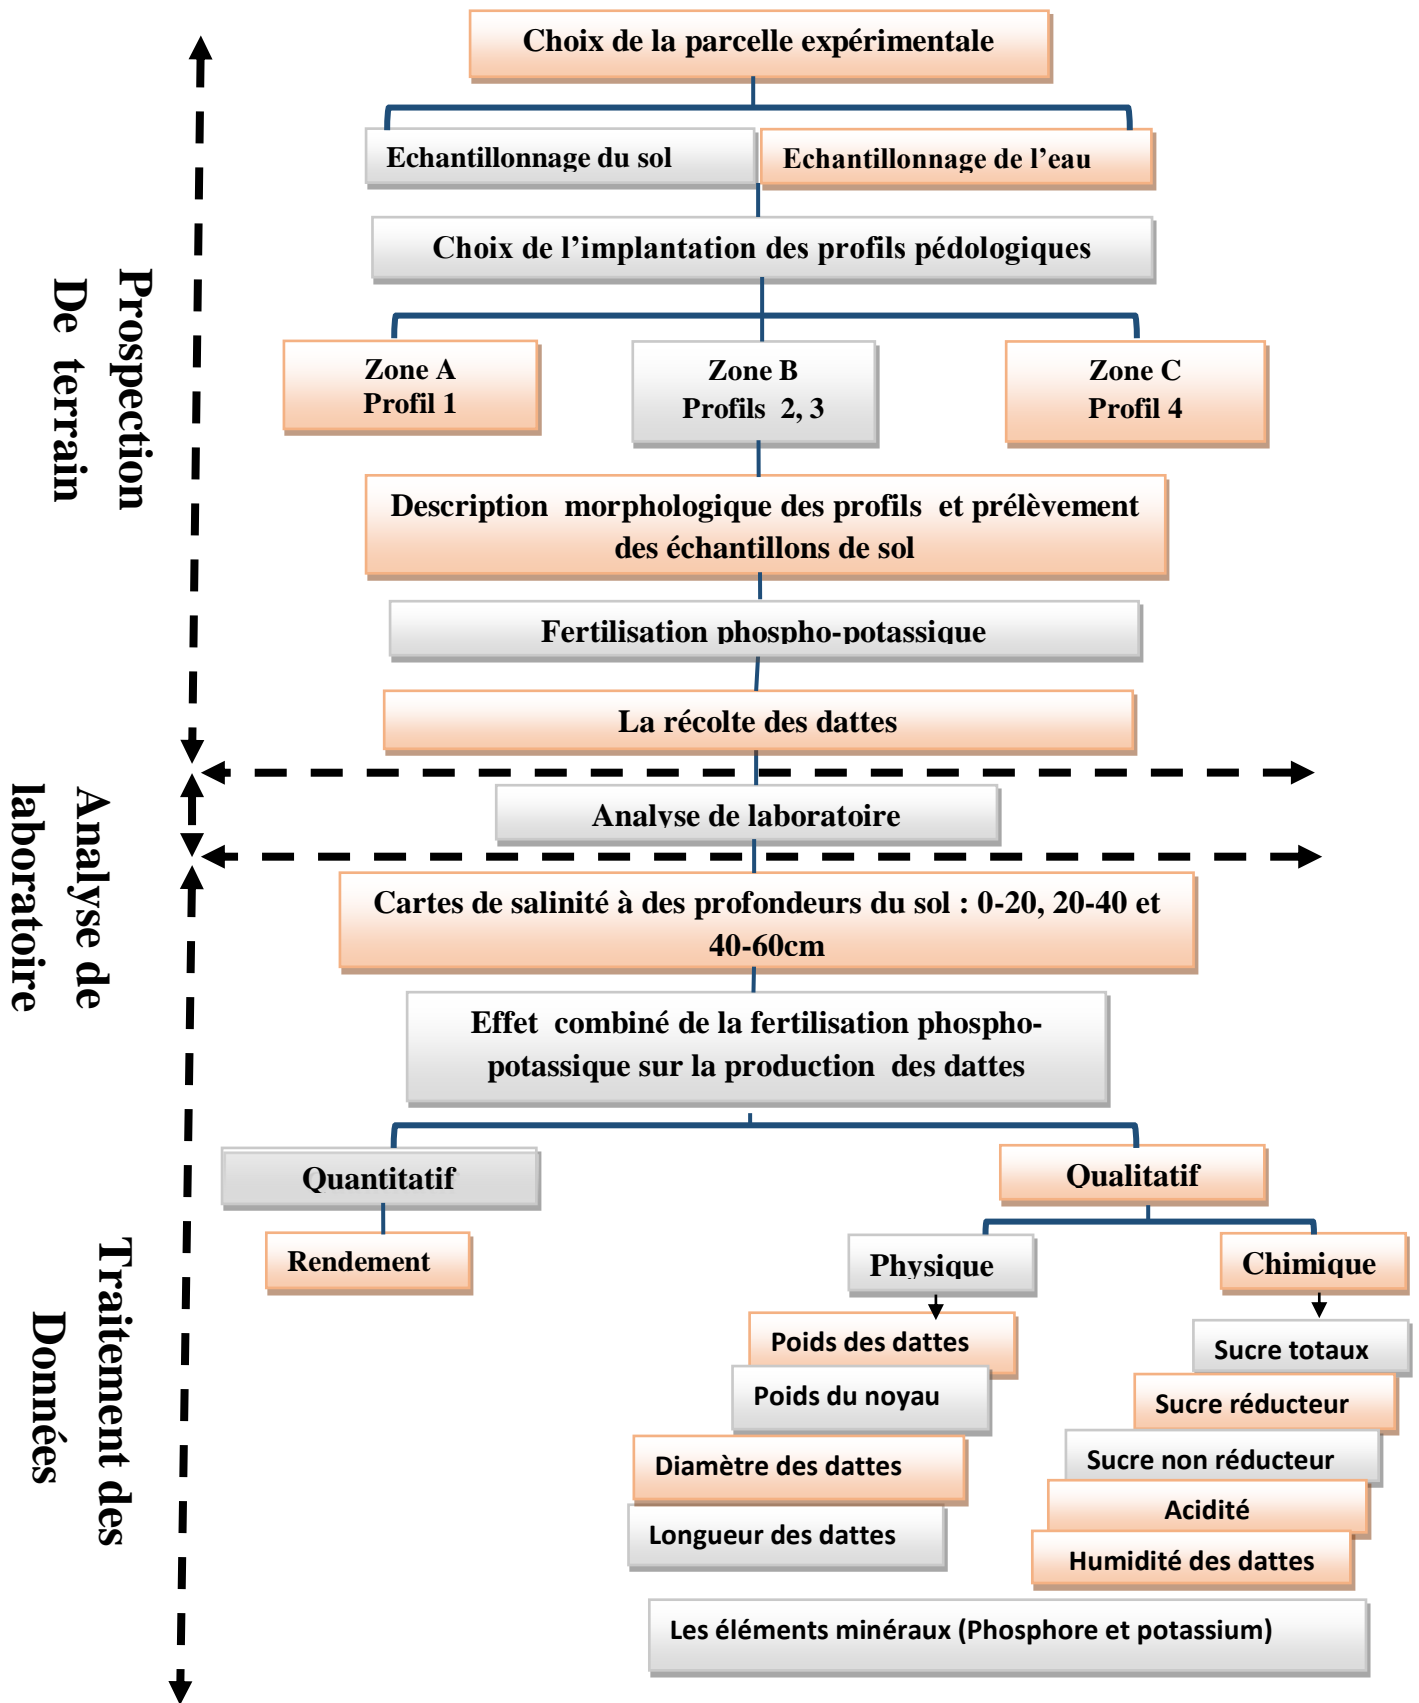 Choix de la parcelle expérimentale
Echantillonnage du sol
Echantillonnage de l’eau
Choix de l’implantation des profils pédologiques
Zone A
Profil 1
Zone B
Profils 2, 3
Zone C
Profil 4
Description morphologique des profils et prélèvement
des échantillons de sol
Fertilisation phospho-potassique
La récolte des dattes
Prospection
De terrain
Analyse de laboratoire
Analyse de
laboratoire
Cartes de salinité à des profondeurs du sol : 0-20, 20-40 et
40-60cm
Effet combiné de la fertilisation phospho-
potassique sur la production des dattes
Quantitatif
Qualitatif
Rendement
Physique
Chimique
Poids des dattes
Poids du noyau
Diamètre des dattes
Longueur des dattes
Sucre totaux
Sucre réducteur
Sucre non réducteur
Acidité
Humidité des dattes
Les éléments minéraux (Phosphore et potassium)
Traitement des
Données